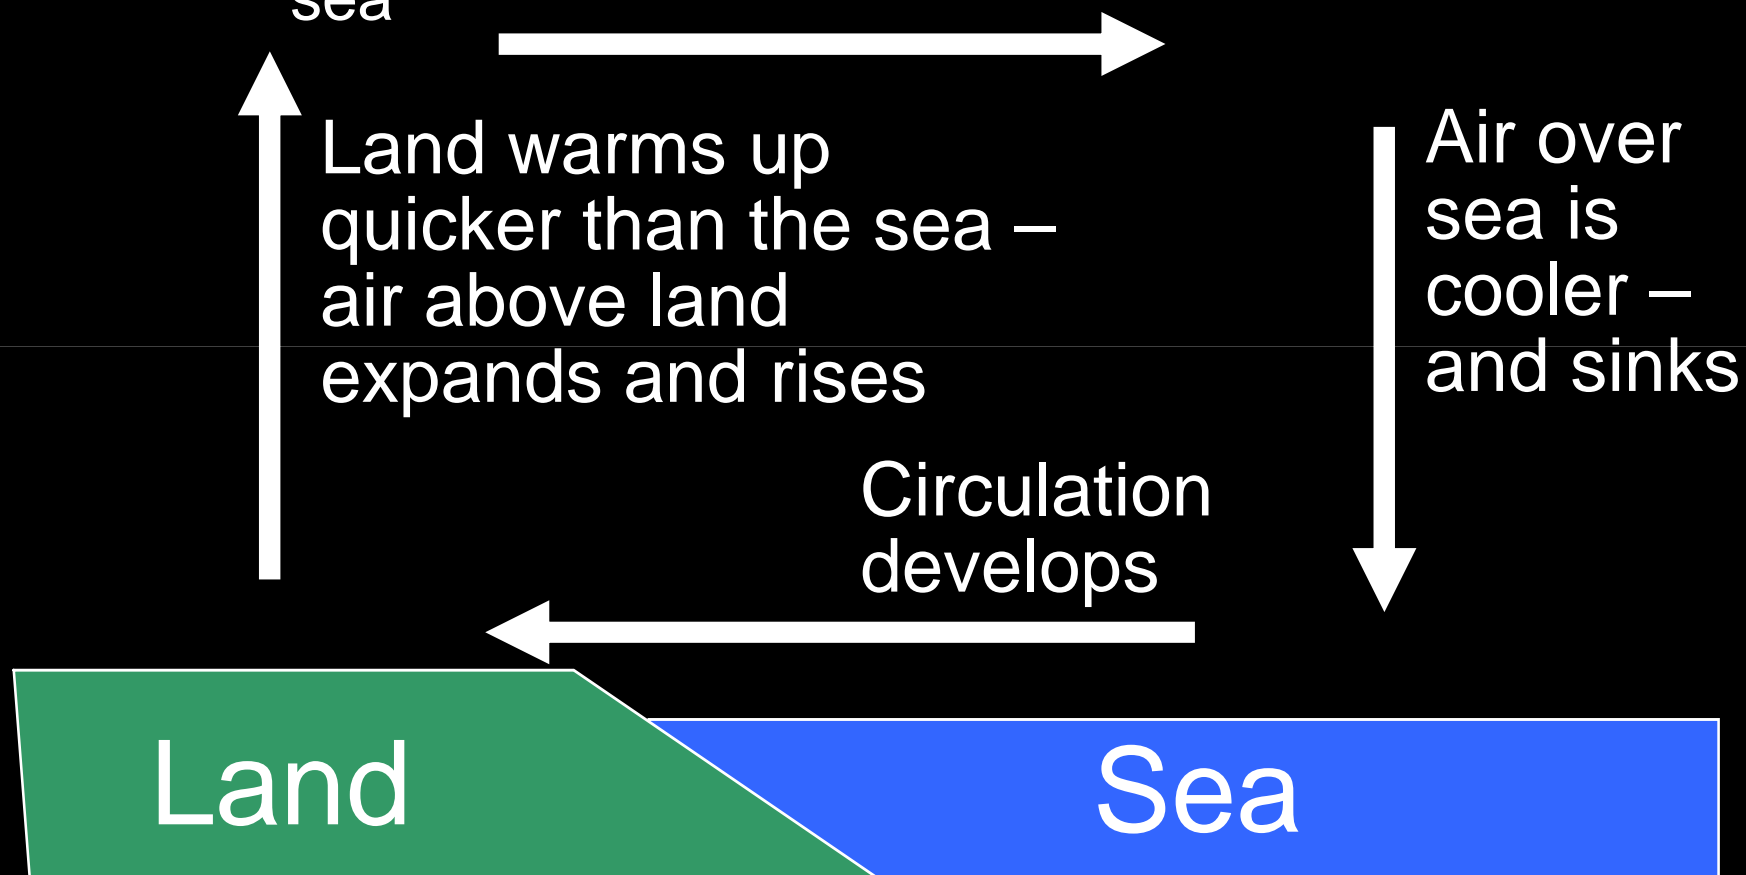 sea
Land warms up
quicker than the sea –
air above land
expands and rises
Air over
sea is
cooler –
and sinks
Circulation
develops
Land
Sea